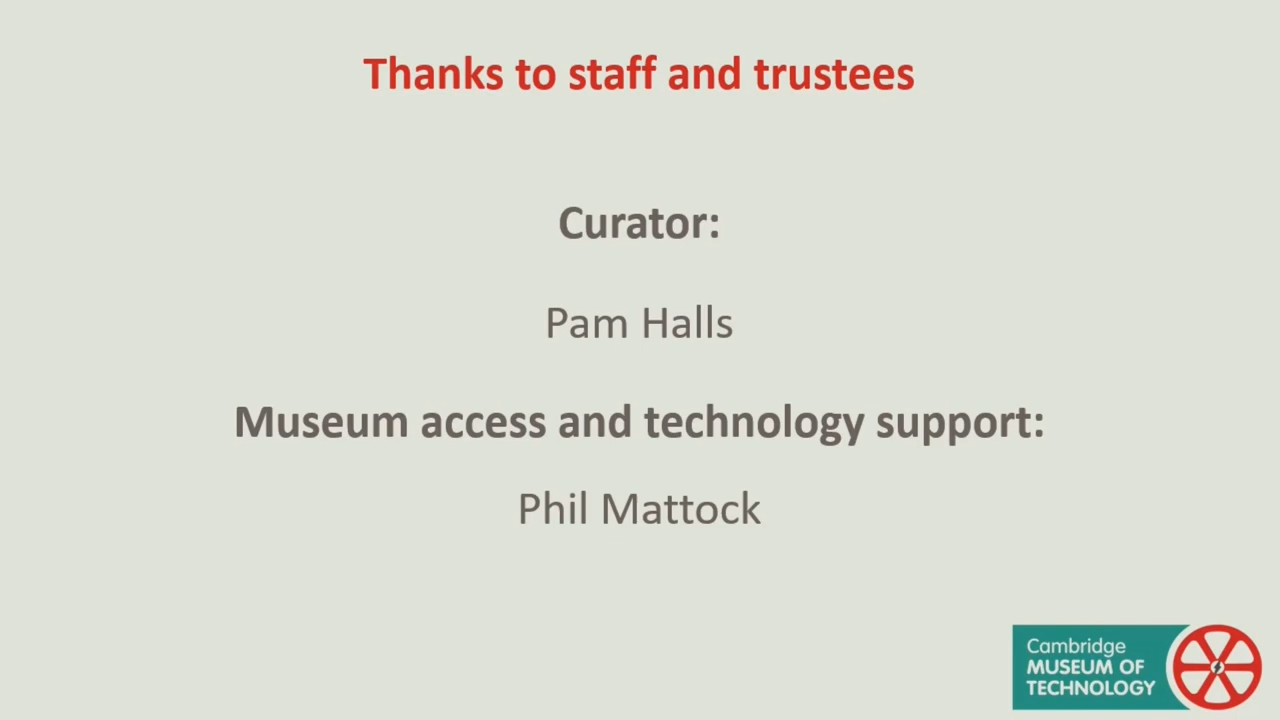 Thanks to staff and trustees
Curator:
Pam Halls
Museum access and technology support:
Phil Mattock
Cambridge
MUSEUM OF
TECHNOLOGY